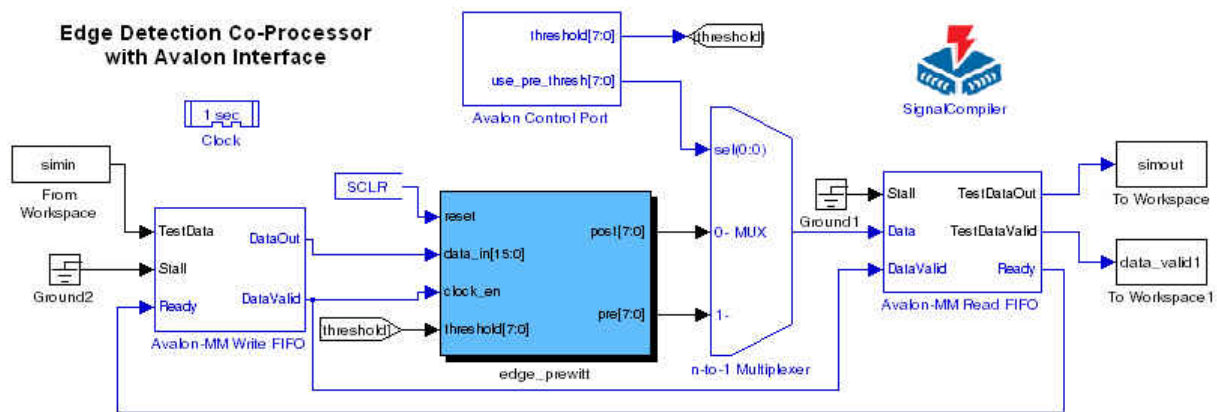 Edge Detection Co-Processor
with Avalon Interface
threshold[7:0]
[threshold]
use_pre_thresh[7:0]
Avalon Control Port
SignalCompiler
1 sec
Clock
simin
From
Workspace
SCLR
sel(0:0)
0- MUX
1-
n-to-1 Multiplexer
TestData
Stall
Ready
DataOut
DataValid
Avalon-MM Write FIFO
Ground2
reset
data_in[15:0]
clock_en
threshold[7:0]
post[7:0]
pre[7:0]
edge_prewitt
[threshold]
Ground1
Stall
Data
DataValid
TestDataOut
TestDataValid
Ready
Avalon-MM Read FIFO
simout
To Workspace
data_valid1
To Workspace1